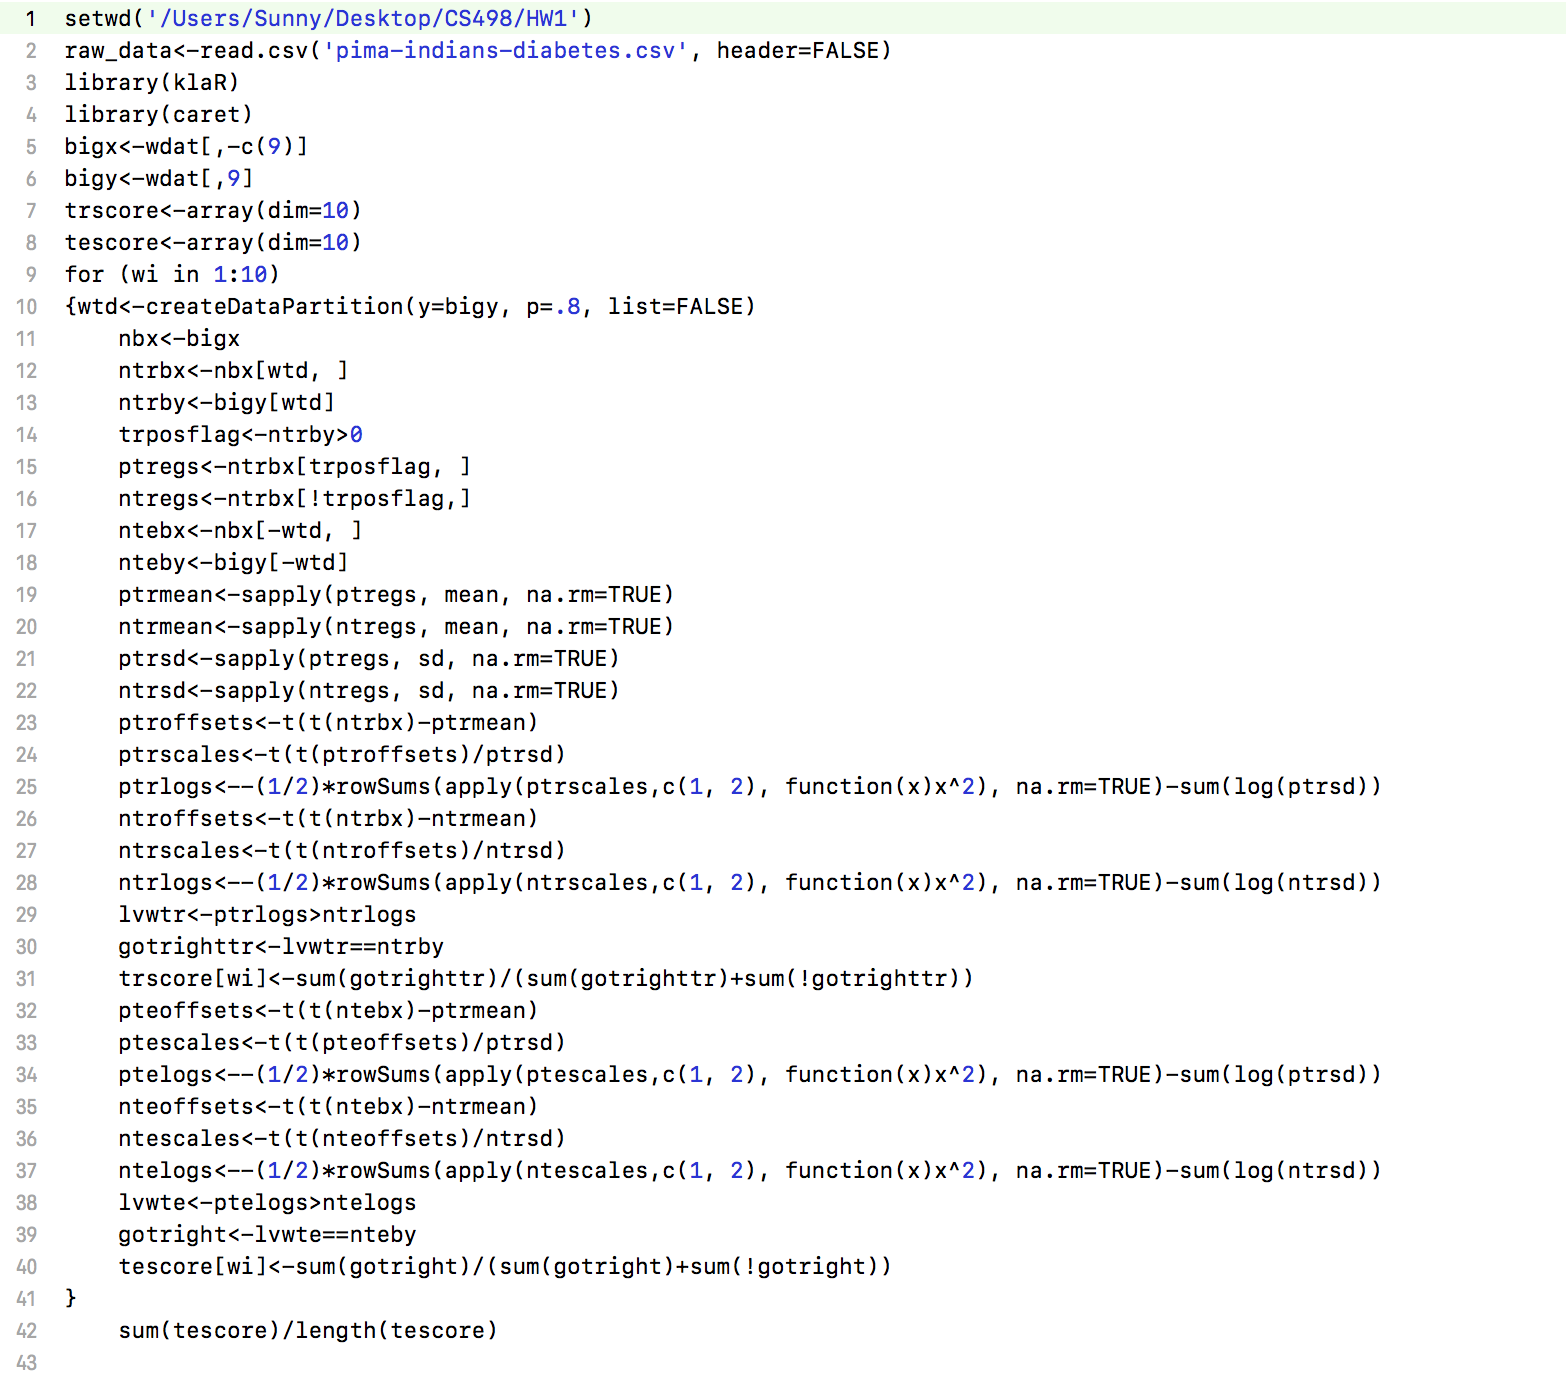 1 setwd('/Users/Sunny/Desktop/CS498/HW1')
2 raw_data<-read.csv('pima-indians-diabetes.csv', header=FALSE)
3 library(klaR)
4 library(caret)
5 bigx<-wdat[,-c(9)]
6 bigy<-wdat[,9]
7 trscore<-array(dim=10)
8 tescore<-array(dim=10)
9 for (wi in 1:10)
10 {wtd<-createDataPartition(y=bigy, p=.8, list=FALSE)
11     nbx<-bigx
12     ntrbx<-nbx[wtd, ]
13     ntrby<-bigy[wtd]
14     trposflag<-ntrby>0
15     ptregs<-ntrbx[trposflag, ]
16     ntregs<-ntrbx[!trposflag,]
17     ntebx<-nbx[-wtd, ]
18     nteby<-bigy[-wtd]
19     ptrmean<-sapply(ptregs, mean, na.rm=TRUE)
20     ntrmean<-sapply(ntregs, mean, na.rm=TRUE)
21     ptrsd<-sapply(ptregs, sd, na.rm=TRUE)
22     ntrsd<-sapply(ntregs, sd, na.rm=TRUE)
23     ptroffsets<-t(t(ntrbx)-ptrmean)
24     ptrscales<-t(t(ptroffsets)/ptrsd)
25     ptrlogs<--(1/2)*rowSums(apply(ptrscales,c(1, 2), function(x)x^2), na.rm=TRUE)-sum(log(ptrsd))
26     ntroffsets<-t(t(ntrbx)-ntrmean)
27     ntrscales<-t(t(ntroffsets)/ntrsd)
28     ntrlogs<--(1/2)*rowSums(apply(ntrscales,c(1, 2), function(x)x^2), na.rm=TRUE)-sum(log(ntrsd))
29     lvwtr<-ptrlogs>ntrlogs
30     gotrighttr<-lvwtr==ntrby
31     trscore[wi]<-sum(gotrighttr)/(sum(gotrighttr)+sum(!gotrighttr))
32     pteoffsets<-t(t(ntebx)-ptrmean)
33     ptescales<-t(t(pteoffsets)/ptrsd)
34     ptelogs<--(1/2)*rowSums(apply(ptescales,c(1, 2), function(x)x^2), na.rm=TRUE)-sum(log(ptrsd))
35     nteoffsets<-t(t(ntebx)-ntrmean)
36     ntescales<-t(t(nteoffsets)/ntrsd)
37     ntelogs<--(1/2)*rowSums(apply(ntescales,c(1, 2), function(x)x^2), na.rm=TRUE)-sum(log(ntrsd))
38     lvwte<-ptelogs>ntelogs
39     gotright<-lvwte==nteby
40     tescore[wi]<-sum(gotright)/(sum(gotright)+sum(!gotright))
41 }
42     sum(tescore)/length(tescore)
43